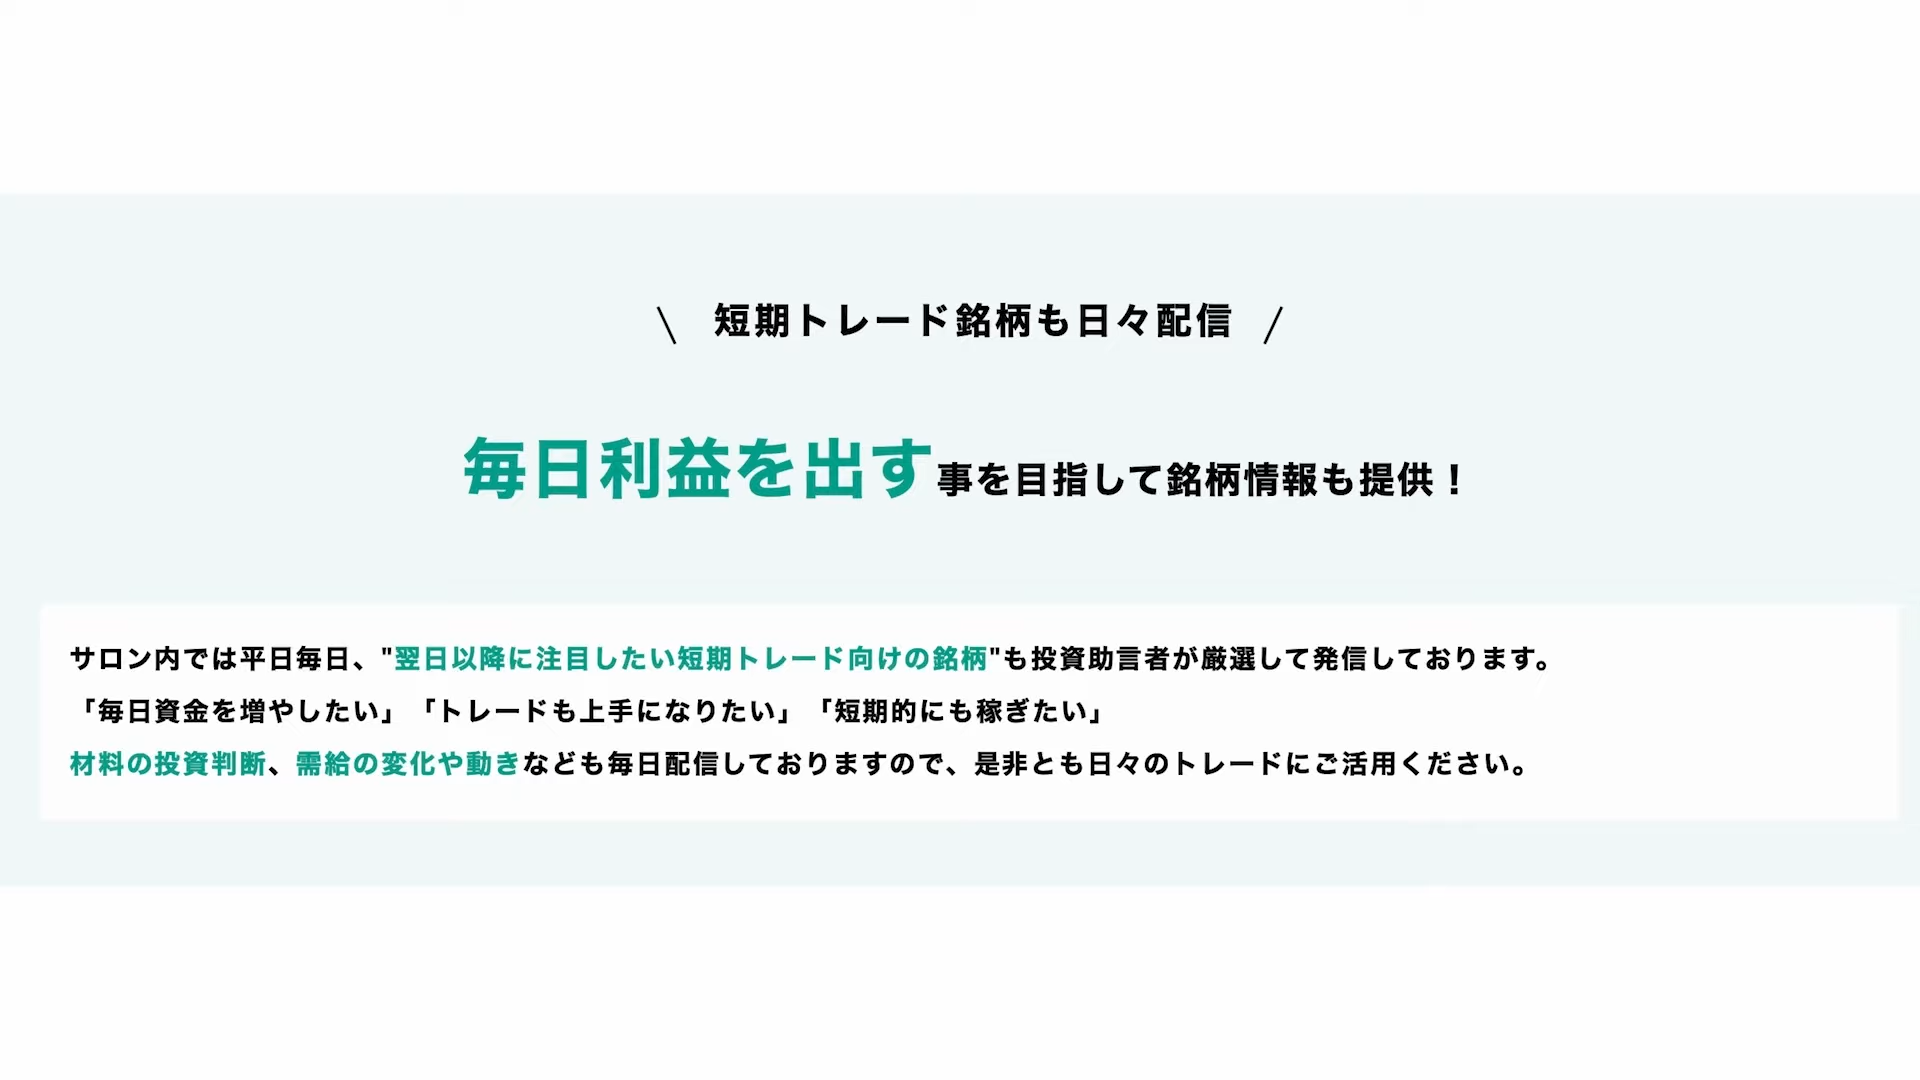 \ 短期トレード銘柄も日々配信 /
毎日利益を出す事を目指して銘柄情報も提供！
サロン内では平日毎日、"翌日以降に注目したい短期トレード向けの銘柄"も投資助言者が厳選して発信しております。
「毎日資金を増やしたい」「トレードも上手になりたい」「短期的にも稼ぎたい」
材料の投資判断、需給の変化や動きなども毎日配信しておりますので、是非とも日々のトレードにご活用ください。